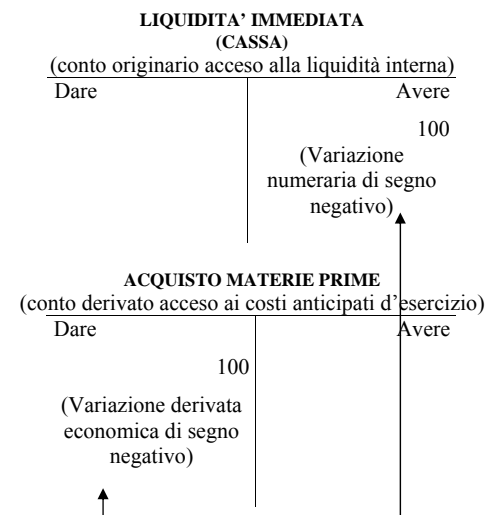 LIQUIDITA’ IMMEDIATA
(CASSA)
(conto originario acceso alla liquidità interna)
Dare Avere
100
(Variazione
numeraria di segno
negativo)
ACQUISTO MATERIE PRIME
(conto derivato acceso ai costi anticipati d’esercizio)
Dare Avere
100
(Variazione derivata
economica di segno
negativo)